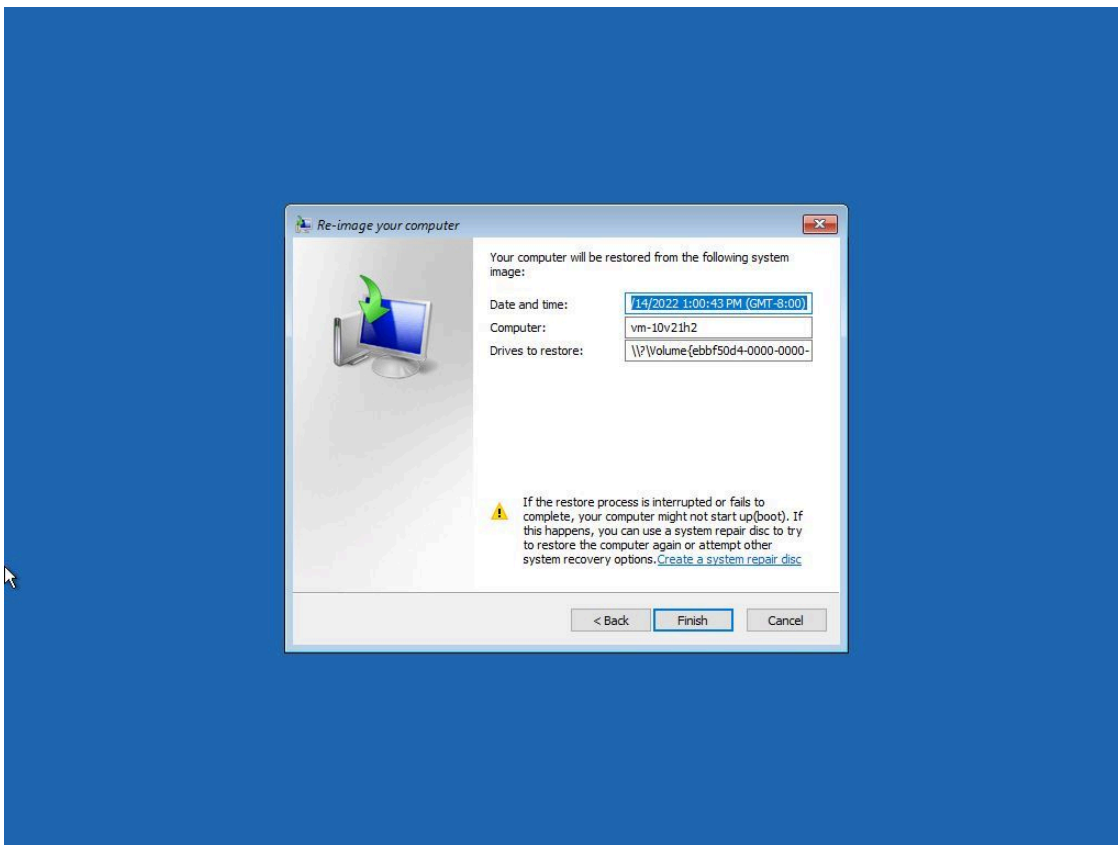 Re-image your computer
Your computer will be restored from the following system
image:
Date and time: /14/2022 1:00:43 PM (GMT-8:00)
Computer: vm-10v21h2
Drives to restore: \\?\Volume{ebbf50d4-0000-0000-
If the restore process is interrupted or fails to
complete, your computer might not start up(boot). If
this happens, you can use a system repair disc to try
to restore the computer again or attempt other
system recovery options.Create a system repair disc
< Back Finish Cancel